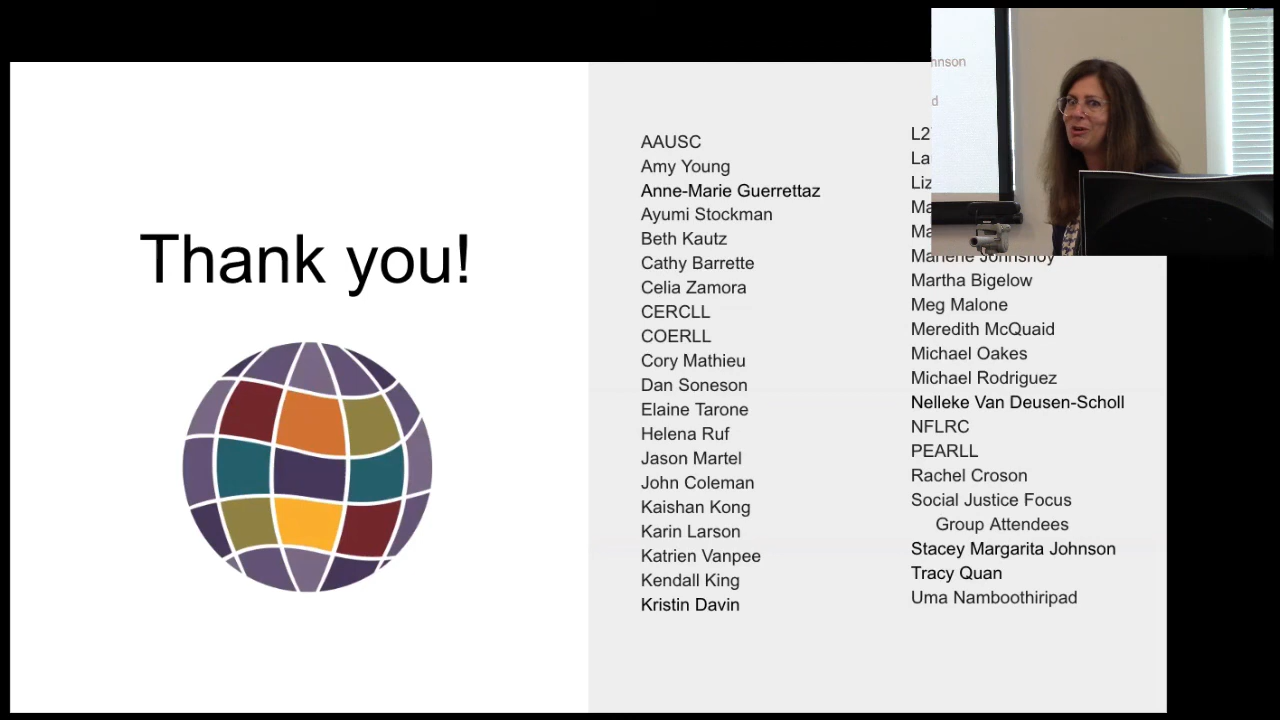 Thank you!
AAUSC
Amy Young
Anne-Marie Guerrettaz
Ayumi Stockman
Beth Kautz
Cathy Barrette
Celia Zamora
CERCLL
COERLL
Cory Mathieu
Dan Soneson
Elaine Tarone
Helena Ruf
Jason Martel
John Coleman
Kaishan Kong
Karin Larson
Katrien Vanpee
Kendall King
Kristin Davin
Martha Bigelow
Meg Malone
Meredith McQuaid
Michael Oakes
Michael Rodriguez
Nelleke Van Deusen-Scholl
NFLRC
PEARLL
Rachel Croson
Social Justice Focus
Group Attendees
Stacey Margarita Johnson
Tracy Quan
Uma Namboothiripad